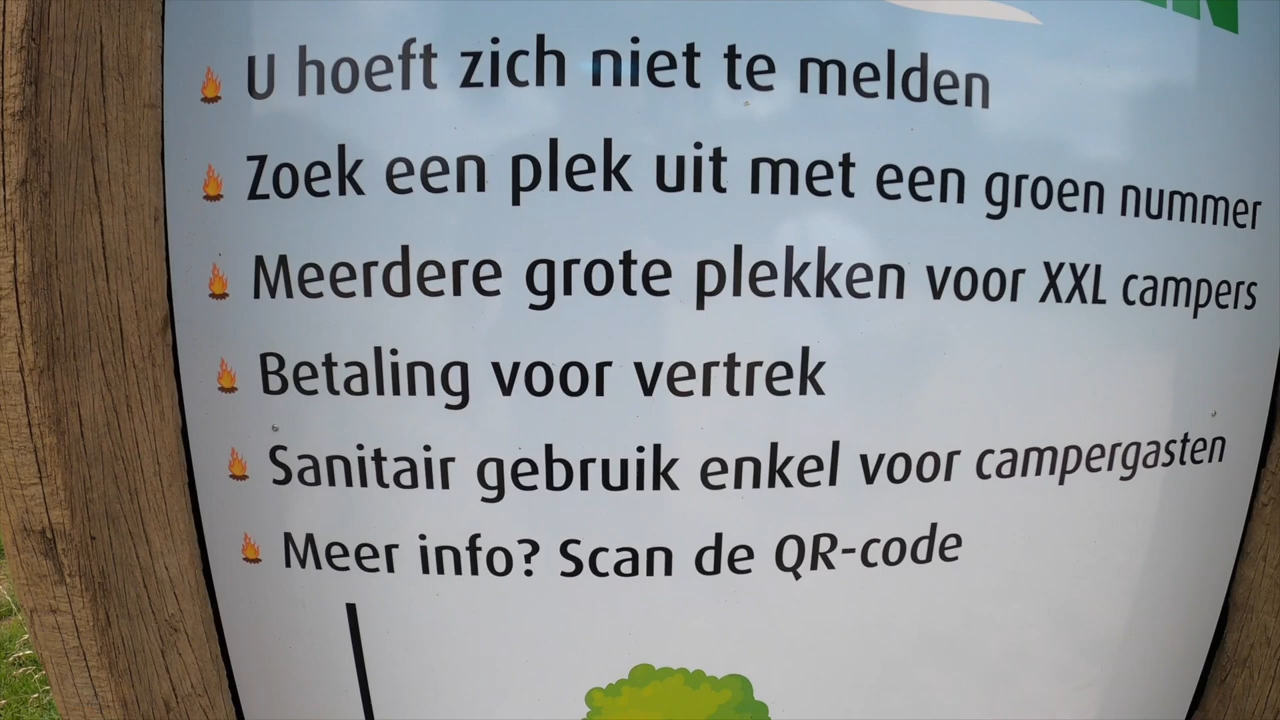 U hoeft zich niet te melden
Zoek een plek uit met een groen nummer
Meerdere grote plekken voor XXL campers
Betaling voor vertrek
Sanitair gebruik enkel voor campergasten
Meer info? Scan de QR-code